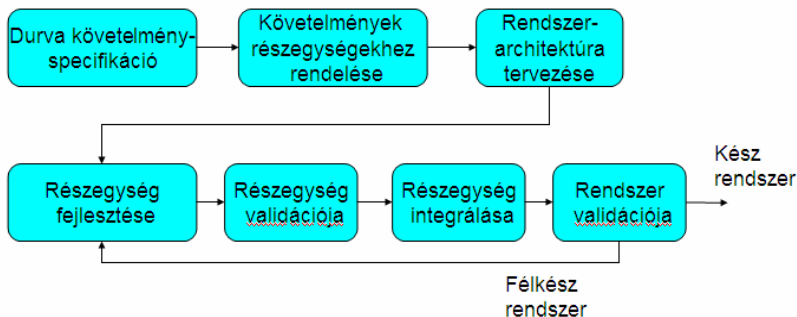 Durva követelmény-
specifikáció
Követelmények
részegységekhez
rendelése
Rendszer-
architektúra
tervezése
Részegység
fejlesztése
Részegység
validációja
Részegység
integrálása
Rendszer
validációja
Kész
rendszer
Félkész
rendszer